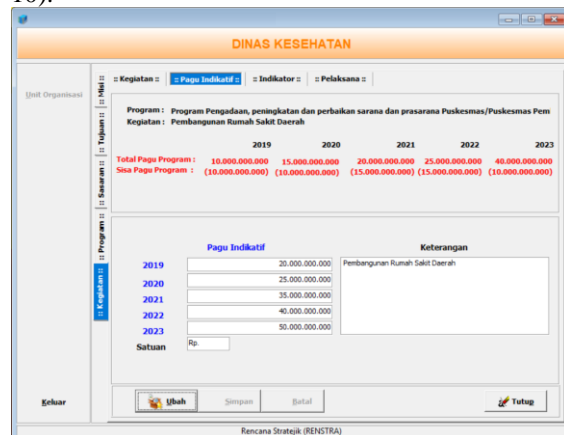 10).
DINAS KESEHATAN
Unit Organisasi
:: Kegiatan :: :: Pagu Indikatif :: :: Indikator :: :: Pelaksana ::
:: Misi ::
:: Tujuan ::
:: Sasaran ::
:: Program ::
:: Kegiatan ::
Program : Program Pengadaan, peningkatan dan perbaikan sarana dan prasarana Puskesmas/Puskesmas Pem
Kegiatan : Pembangunan Rumah Sakit Daerah
2019 2020 2021 2022 2023
Total Pagu Program : 10.000.000.000 15.000.000.000 20.000.000.000 25.000.000.000 40.000.000.000
Sisa Pagu Program : (10.000.000.000) (10.000.000.000) (15.000.000.000) (15.000.000.000) (10.000.000.000)
Pagu Indikatif Keterangan
2019 20.000.000.000 Pembangunan Rumah Sakit Daerah
2020 25.000.000.000
2021 35.000.000.000
2022 40.000.000.000
2023 50.000.000.000
Satuan Rp.
Keluar Ubah Simpan Batal Tutup
Rencana Stratejik (RENSTRA)